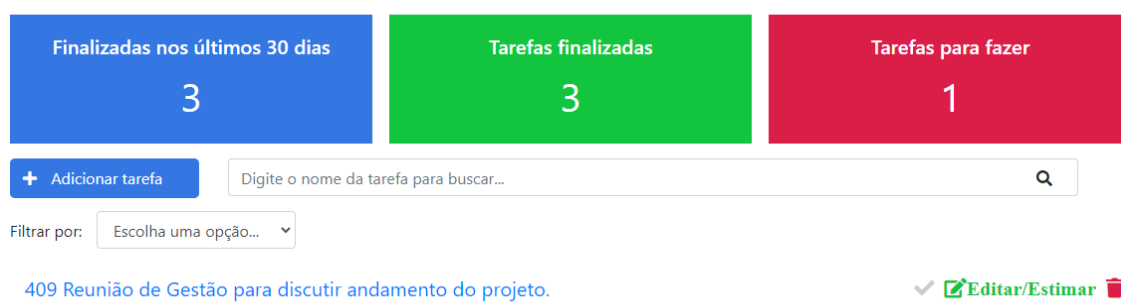 Finalizadas nos últimos 30 dias
3
Tarefas finalizadas
3
Tarefas para fazer
1
Adicionar tarefa
Digite o nome da tarefa para buscar...
Filtrar por:
Escolha uma opção...
409 Reunião de Gestão para discutir andamento do projeto.
Editar/Estimar